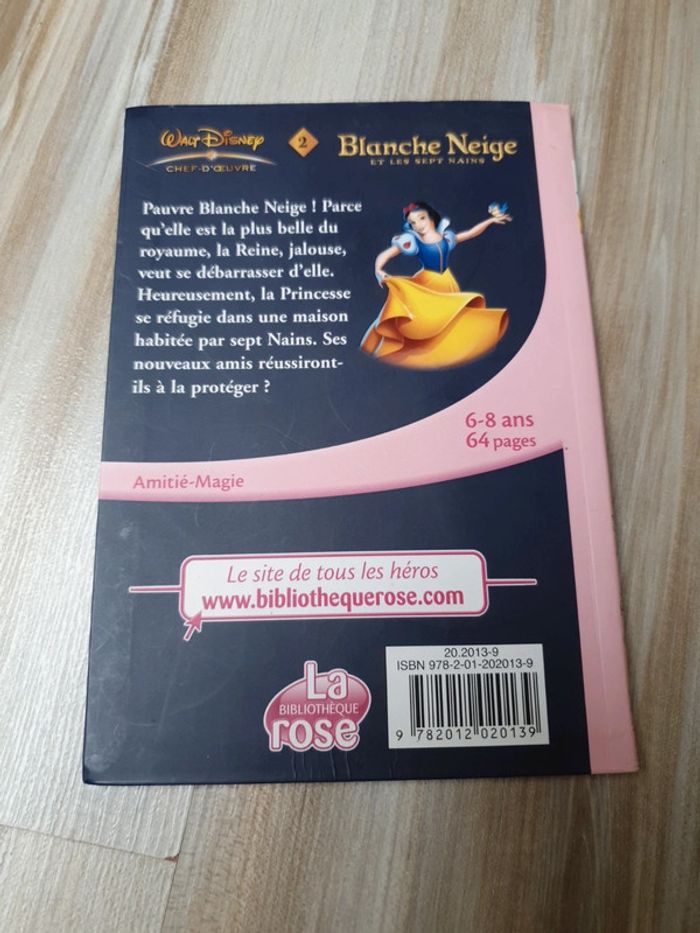 WALT DISNEY
CHEF-D'ŒUVRE
2
Blanche Neige
ET LES SEPT NAINS
Pauvre Blanche Neige ! Parce
qu'elle est la plus belle du
royaume, la Reine, jalouse,
veut se débarrasser d'elle.
Heureusement, la Princesse
se réfugie dans une maison
habitée par sept Nains. Ses
nouveaux amis réussiront-
ils à la protéger ?
6-8 ans
64 pages
Amitié-Magie
Le site de tous les héros
www.bibliothequerose.com
La
BIBLIOTHÈQUE
rose
20.2013-9
ISBN 978-2-01-202013-9
9 782012 020139